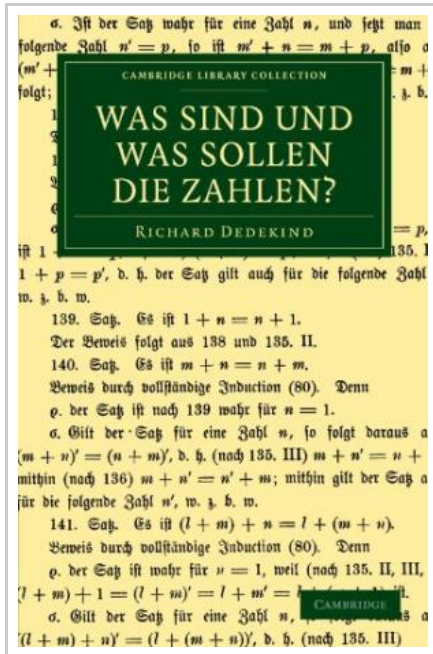 σ. Ist der Satz wahr für eine Zahl n, und setzt man
folgende Zahl n' = p, so ist m' + n = m + p, also a
(m' + = m +
folgt; z. b.
CAMBRIDGE LIBRARY COLLECTION
WAS SIND UND
WAS SOLLEN
DIE ZAHLEN?
RICHARD DEDEKIND
= p,
ist 1 + 135. I
1 + p = p', d. h. der Satz gilt auch für die folgende Zahl
w. z. b. w.
139. Satz. Es ist 1 + n = n + 1.
Der Beweis folgt aus 138 und 135. II.
140. Satz. Es ist m + n = n + m.
Beweis durch vollständige Induction (80). Denn
ϱ. der Satz ist nach 139 wahr für n = 1.
σ. Gilt der Satz für eine Zahl n, so folgt daraus a
(m + n)' = (n + m)', d. h. (nach 135. III) m + n' = n +
mithin (nach 136) m + n' = n' + m; mithin gilt der Satz a
für die folgende Zahl n', w. z. b. w.
141. Satz. Es ist (l + m) + n = l + (m + n).
Beweis durch vollständige Induction (80). Denn
ϱ. der Satz ist wahr für n = 1, weil (nach 135. II, III,
(l + m) + 1 = (l + m)' = l + m' = l
σ. Gilt der Satz für eine Zahl n,
CAMBRIDGE
((l + m) + n)' = (l + (m + n))', d. h. (nach 135. III)